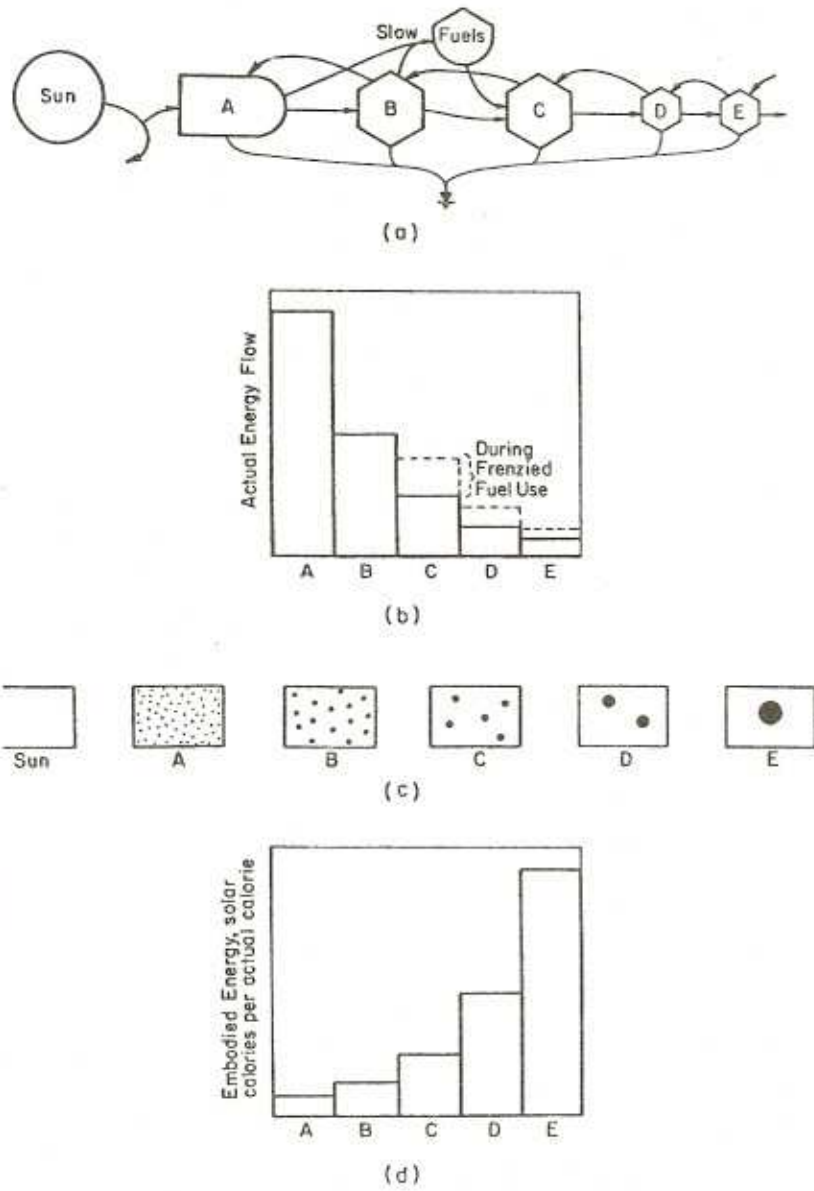 Slow
Fuels
Sun
A
B
C
D
E
(a)
Actual Energy Flow
During
Frenzied
Fuel Use
A B C D E
(b)
Sun A B C D E
(c)
Embodied Energy, solar
calories per actual calorie
A B C D E
(d)